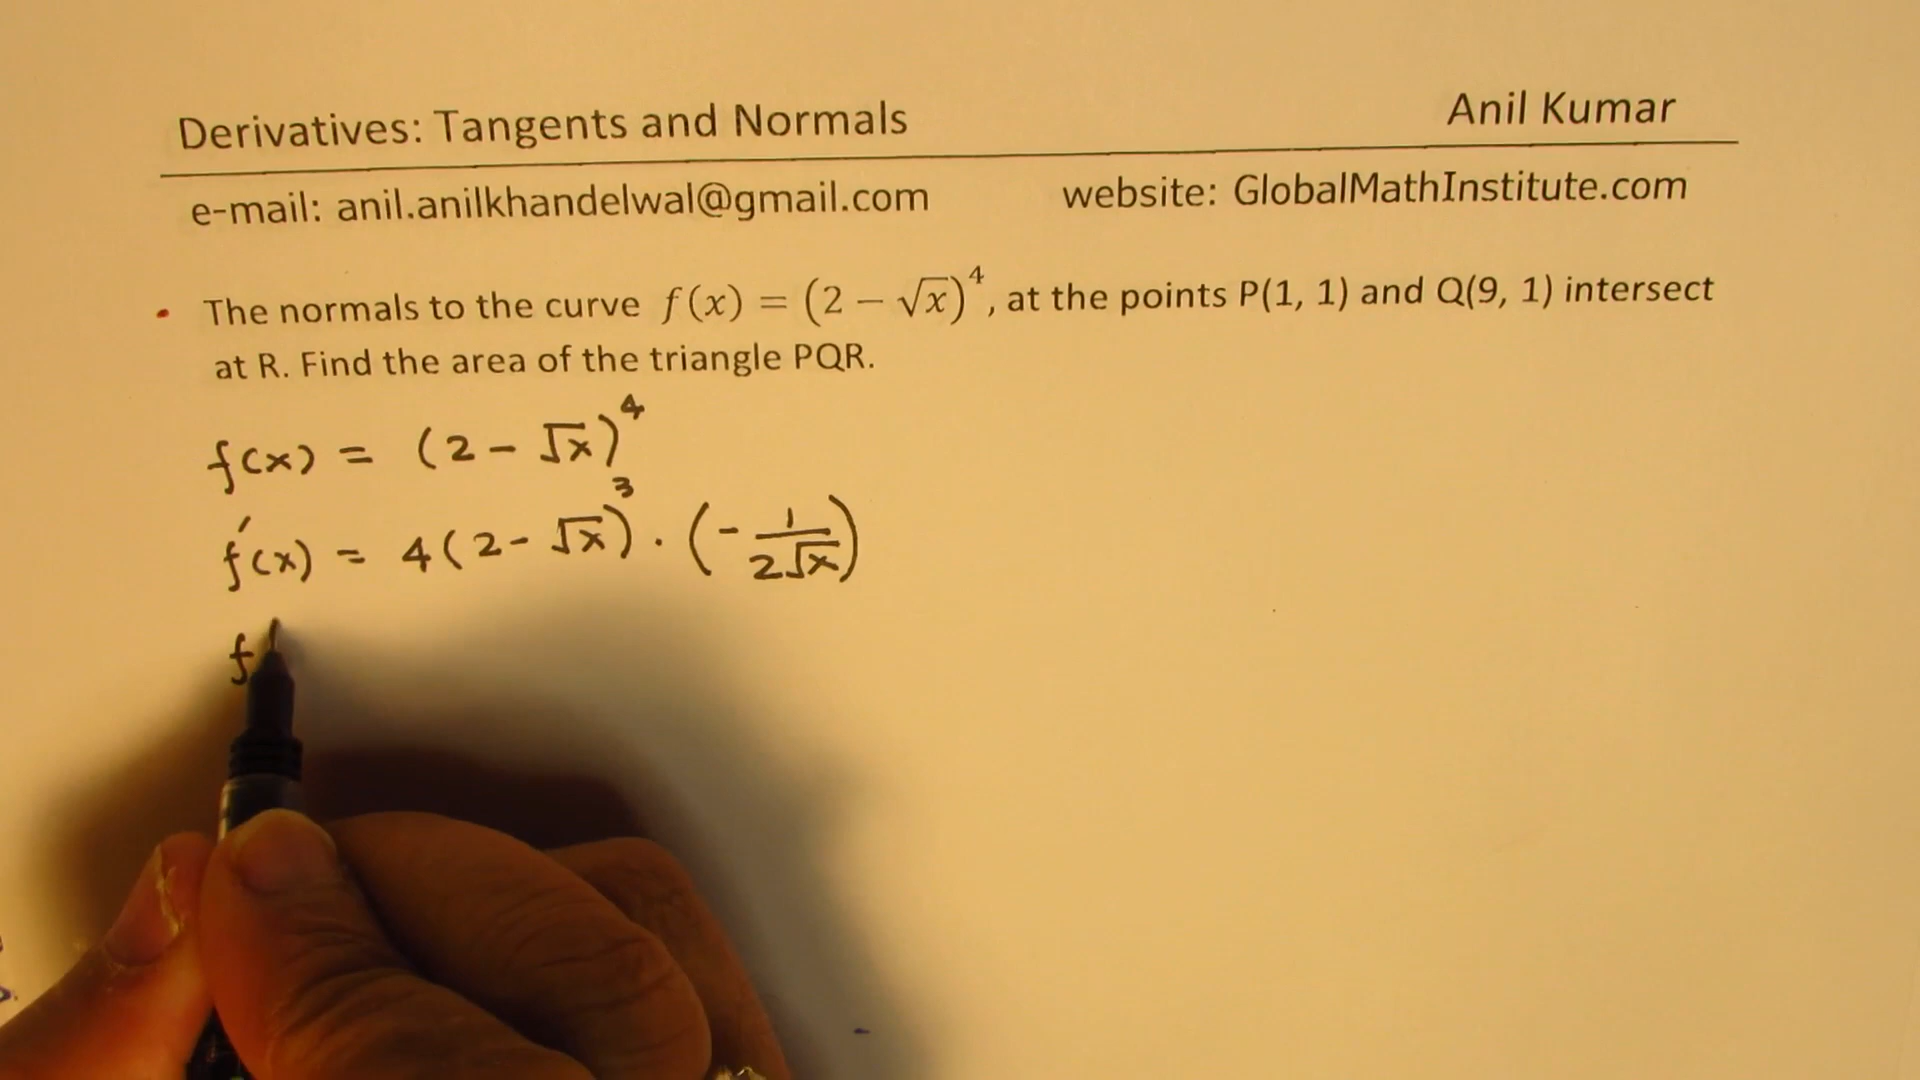 Derivatives: Tangents and Normals Anil Kumar
e-mail: anil.anilkhandelwal@gmail.com website: GlobalMathInstitute.com
• The normals to the curve f(x) = (2 − √x)⁴, at the points P(1, 1) and Q(9, 1) intersect
at R. Find the area of the triangle PQR.
f(x) = (2 - √x)⁴
f'(x) = 4(2 - √x)³ · (- 1/(2√x))
f